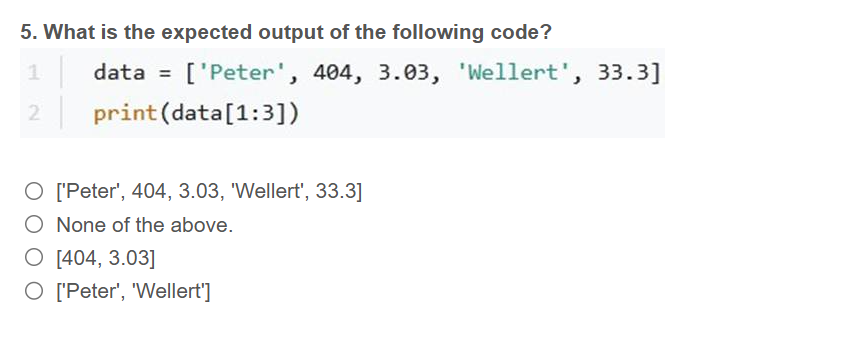 5. What is the expected output of the following code?
1 data = ['Peter', 404, 3.03, 'Wellert', 33.3]
2 print(data[1:3])
['Peter', 404, 3.03, 'Wellert', 33.3]
None of the above.
[404, 3.03]
['Peter', 'Wellert']